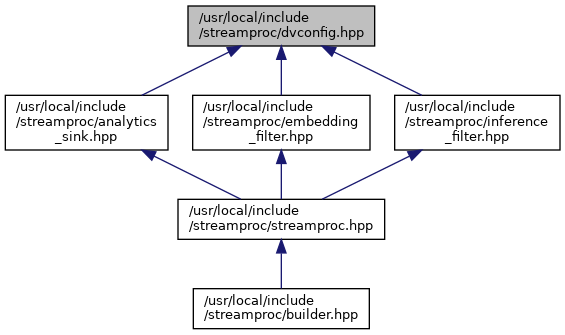 /usr/local/include
/streamproc/dvconfig.hpp
/usr/local/include
/streamproc/analytics
_sink.hpp
/usr/local/include
/streamproc/embedding
_filter.hpp
/usr/local/include
/streamproc/inference
_filter.hpp
/usr/local/include
/streamproc/streamproc.hpp
/usr/local/include
/streamproc/builder.hpp